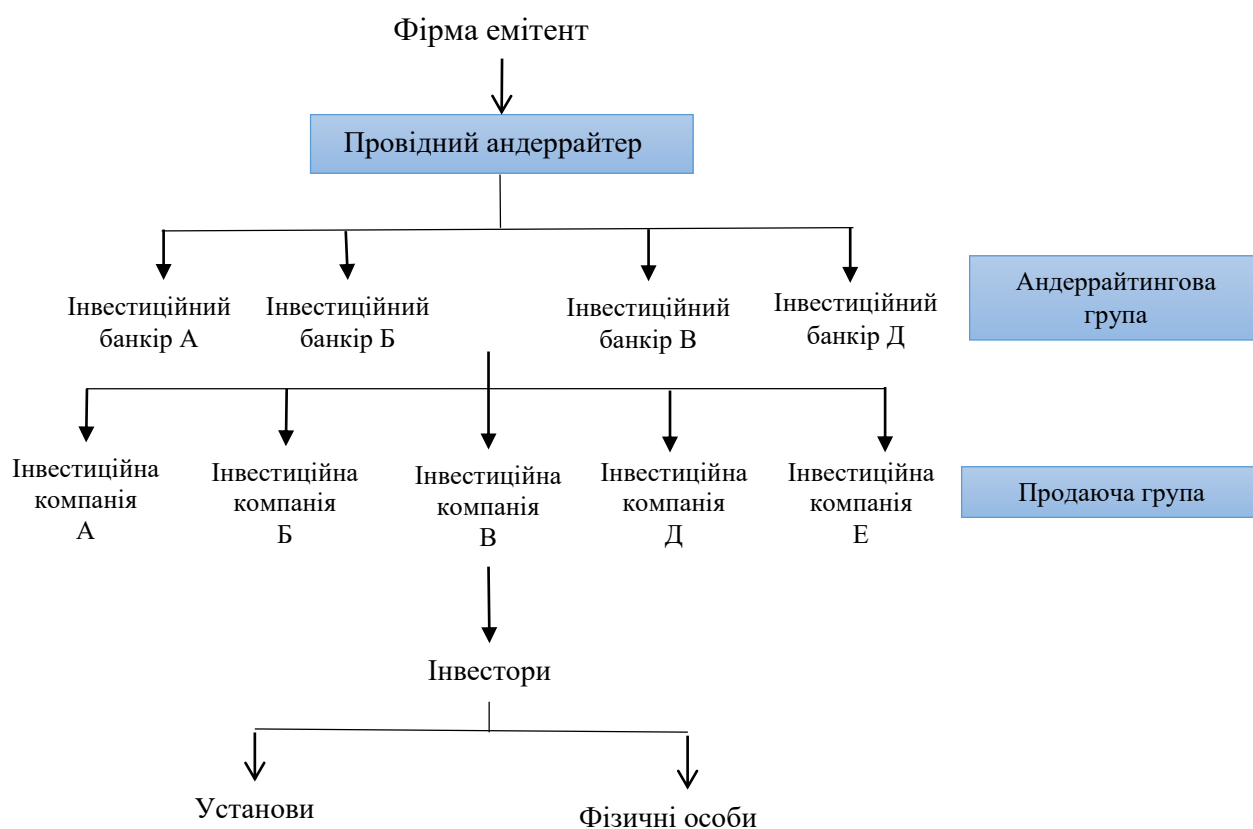 Фірма емітент
Провідний андеррайтер
Інвестиційний
банкір А
Інвестиційний
банкір Б
Інвестиційний
банкір В
Інвестиційний
банкір Д
Андеррайтингова
група
Інвестиційна
компанія
А
Інвестиційна
компанія
Б
Інвестиційна
компанія
В
Інвестиційна
компанія
Д
Інвестиційна
компанія
Е
Продаюча група
Інвестори
Установи
Фізичні особи